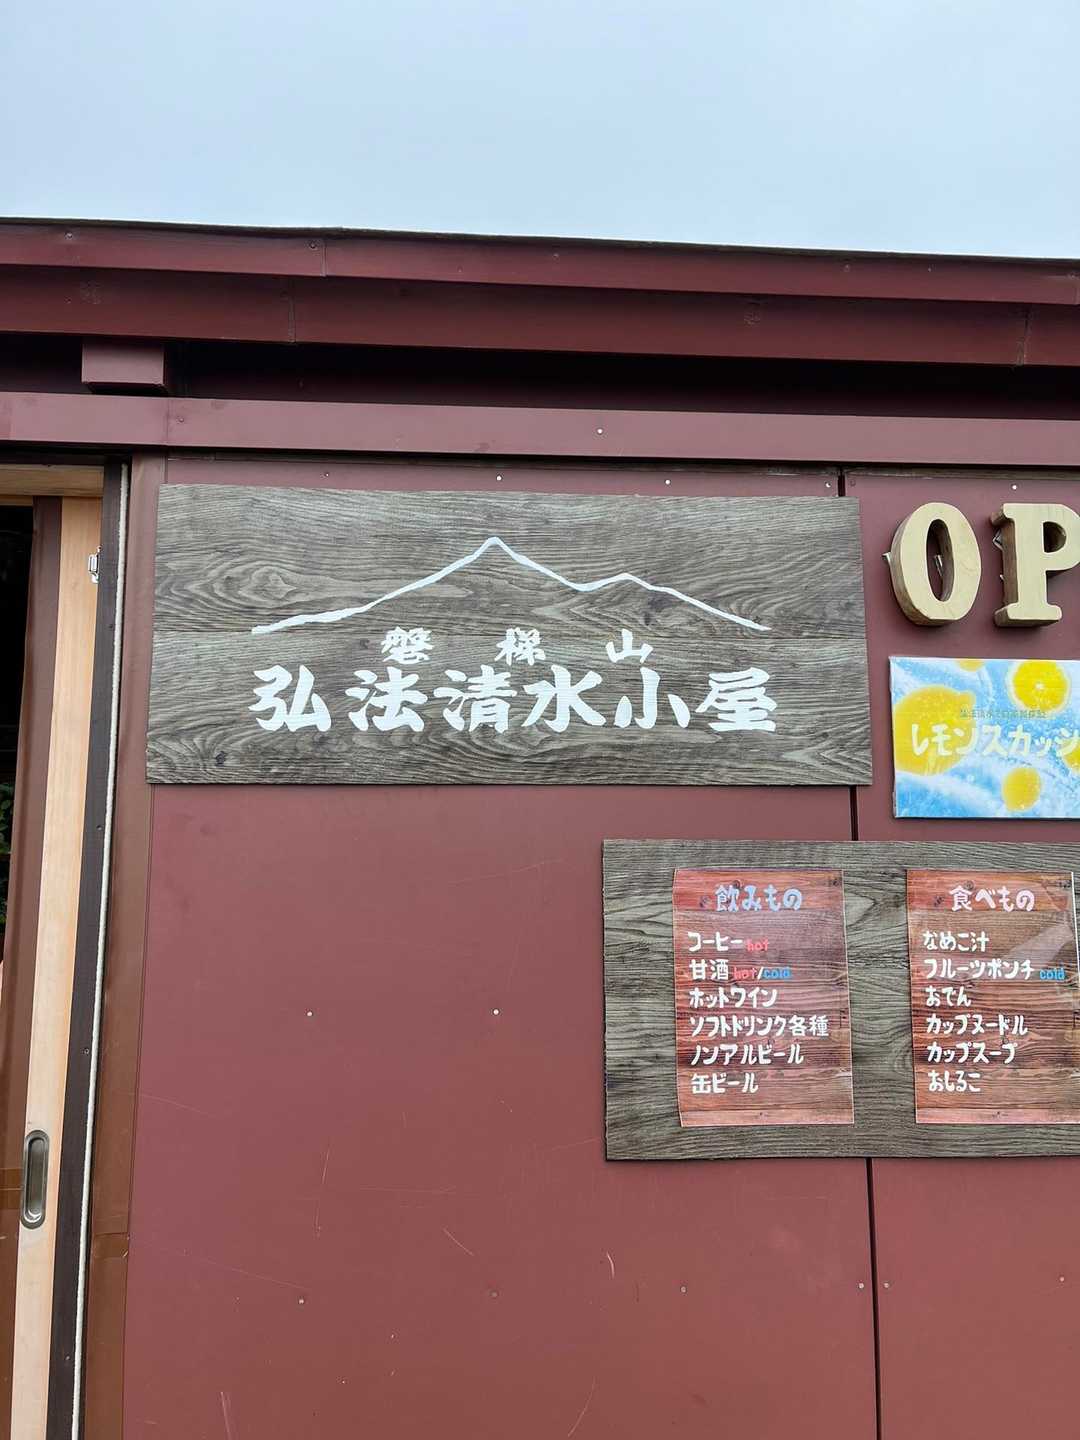 磐梯山
弘法清水小屋
OP
レモンスカッシ
飲みもの
コーヒー hot
甘酒 hot/cold
ホットワイン
ソフトドリンク各種
ノンアルビール
缶ビール
食べもの
なめこ汁
フルーツポンチ cold
おでん
カップヌードル
カップスープ
おしるこ